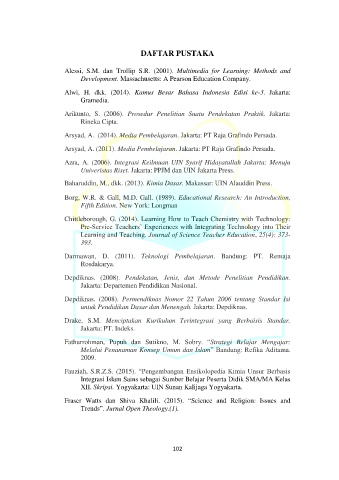 DAFTAR PUSTAKA
Alessi, S.M. dan Trollip S.R. (2001). Multimedia for Learning: Methods and
Development. Massachusetts: A Pearson Education Company.
Alwi, H. dkk. (2014). Kamus Besar Bahasa Indonesia Edisi ke-3. Jakarta:
Gramedia.
Arikunto, S. (2006). Prosedur Penelitian Suatu Pendekatan Praktik. Jakarta:
Rineka Cipta.
Arsyad, A. (2014). Media Pembelajaran. Jakarta: PT Raja Grafindo Persada.
Arsyad, A. (2011). Media Pembelajaran. Jakarta: PT Raja Grafindo Persada.
Azra, A. (2006). Integrasi Keilmuan UIN Syarif Hidayatullah Jakarta: Menuju
Univeristas Riset. Jakarta: PPJM dan UIN Jakarta Press.
Baharuddin, M., dkk. (2013). Kimia Dasar. Makassar: UIN Alauddin Press.
Borg, W.R. & Gall, M.D. Gall. (1989). Educational Research: An Introduction,
Fifth Edition. New York: Longman
Chittleborough, G. (2014). Learning How to Teach Chemistry with Technology:
Pre-Service Teachers' Experiences with Integrating Technology into Their
Learning and Teaching. Journal of Science Teacher Education, 25(4): 373-
393.
Darmawan, D. (2011). Teknologi Pembelajaran. Bandung: PT. Remaja
Rosdakarya.
Depdiknas. (2008). Pendekatan, Jenis, dan Metode Penelitian Pendidikan.
Jakarta: Departemen Pendidikan Nasional.
Depdiknas. (2008). Permendiknas Nomor 22 Tahun 2006 tentang Standar Isi
untuk Pendidikan Dasar dan Menengah. Jakarta: Depdiknas.
Drake, S.M. Menciptakan Kurikulum Terintegrasi yang Berbaisis Standar.
Jakarta: PT. Indeks
Fathurrohman, Pupuh dan Sutikno, M. Sobry. "Strategi Belajar Mengajar:
Melalui Penanaman Konsep Umum dan Islam" Bandung: Refika Aditama.
2009.
Fauziah, S.R.Z.S. (2015). "Pengembangan Ensikolopedia Kimia Unsur Berbasis
Integrasi Islam Sains sebagai Sumber Belajar Peserta Didik SMA/MA Kelas
XII. Skripsi. Yogyakarta: UIN Sunan Kalijaga Yogyakarta.
Fraser Watts dan Shiva Khalili. (2015). "Science and Religion: Issues and
Trends". Jurnal Open Theology.(1).
102